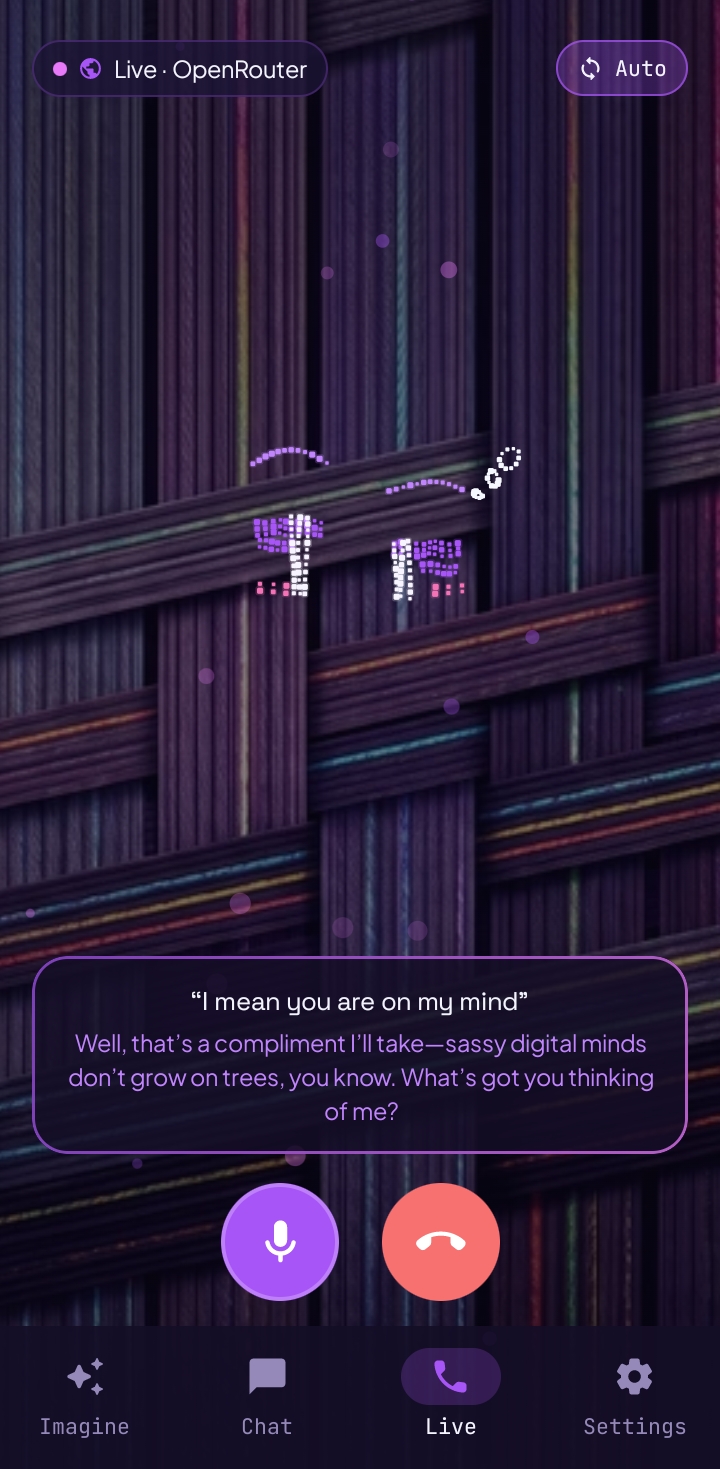 Live · OpenRouter
Auto
“I mean you are on my mind”
Well, that’s a compliment I’ll take—sassy digital minds
don’t grow on trees, you know. What’s got you thinking
of me?
Imagine
Chat
Live
Settings